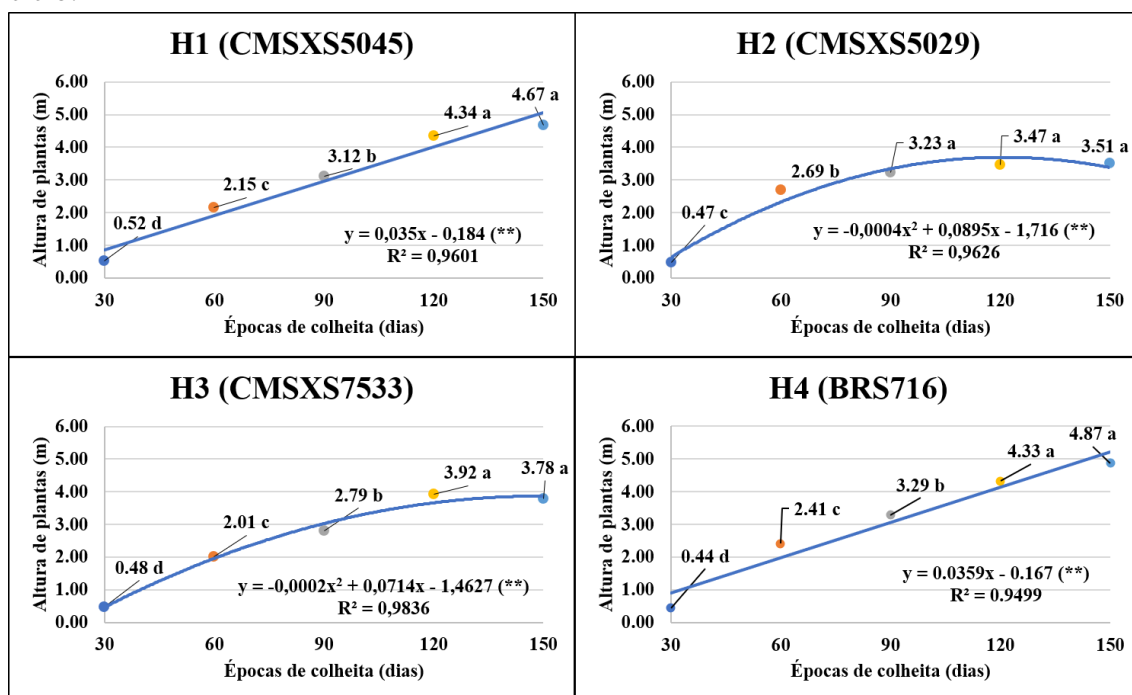 H1 (CMSXS5045)
Altura de plantas (m)
6.00
5.00
4.00
3.00
2.00
1.00
0.00
0.52 d
2.15 c
3.12 b
4.34 a
4.67 a
y = 0,035x - 0,184 (**)
R² = 0,9601
30 60 90 120 150
Épocas de colheita (dias)
H2 (CMSXS5029)
Altura de plantas (m)
6.00
5.00
4.00
3.00
2.00
1.00
0.00
0.47 c
2.69 b
3.23 a
3.47 a
3.51 a
y = -0,0004x² + 0,0895x - 1,716 (**)
R² = 0,9626
30 60 90 120 150
Épocas de colheita (dias)
H3 (CMSXS7533)
Altura de plantas (m)
6.00
5.00
4.00
3.00
2.00
1.00
0.00
0.48 d
2.01 c
2.79 b
3.92 a
3.78 a
y = -0,0002x² + 0,0714x - 1,4627 (**)
R² = 0,9836
30 60 90 120 150
Épocas de colheita (dias)
H4 (BRS716)
Altura de plantas (m)
6.00
5.00
4.00
3.00
2.00
1.00
0.00
0.44 d
2.41 c
3.29 b
4.33 a
4.87 a
y 0.0359x - 0.167 (**)
R² = 0.9499
30 60 90 120 150
Épocas de colheita (dias)